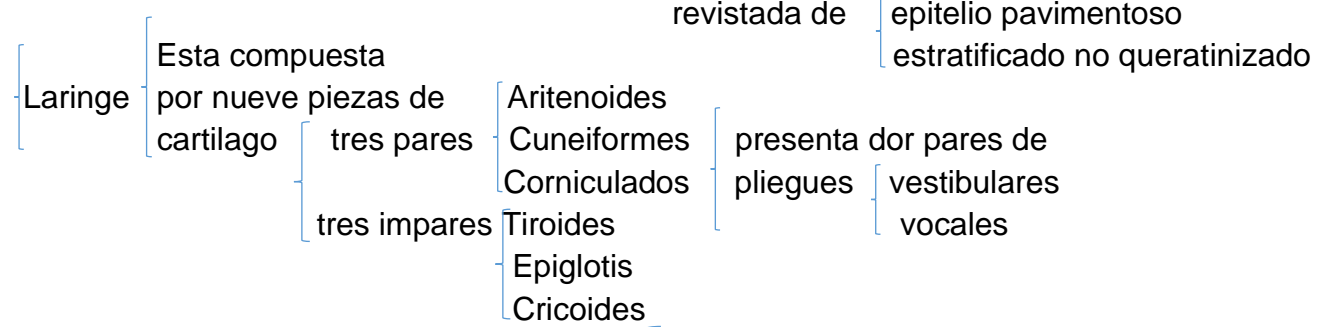 revistada de epitelio pavimentoso
Esta compuesta estratificado no queratinizado
Laringe por nueve piezas de Aritenoides
cartilago tres pares Cuneiformes presenta dor pares de
Corniculados pliegues vestibulares
tres impares Tiroides vocales
Epiglotis
Cricoides